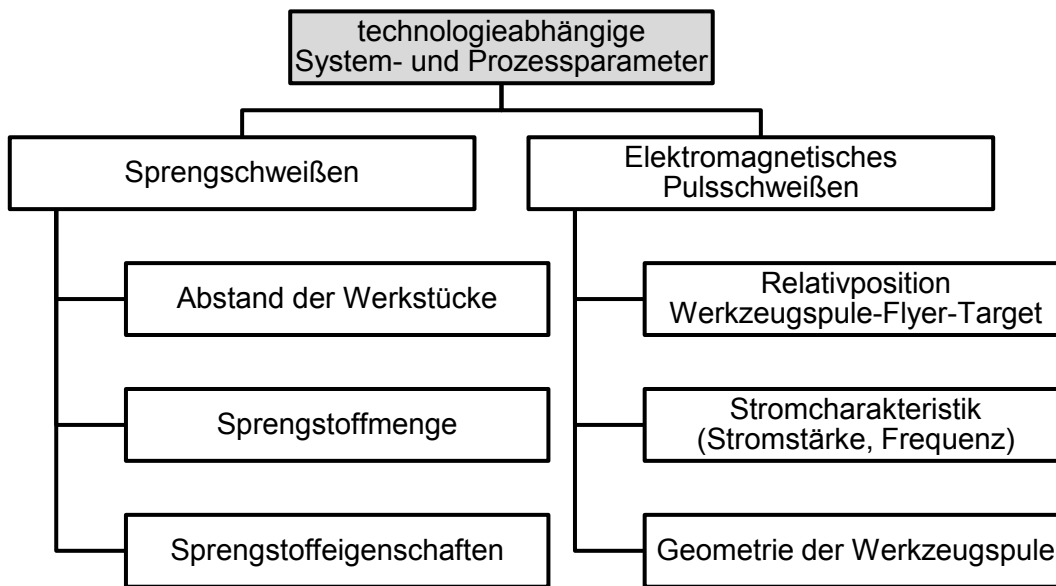 technologieabhängige
System- und Prozessparameter
Sprengschweißen
Abstand der Werkstücke
Sprengstoffmenge
Sprengstoffeigenschaften
Elektromagnetisches
Pulsschweißen
Relativposition
Werkzeugspule-Flyer-Target
Stromcharakteristik
(Stromstärke, Frequenz)
Geometrie der Werkzeugspule